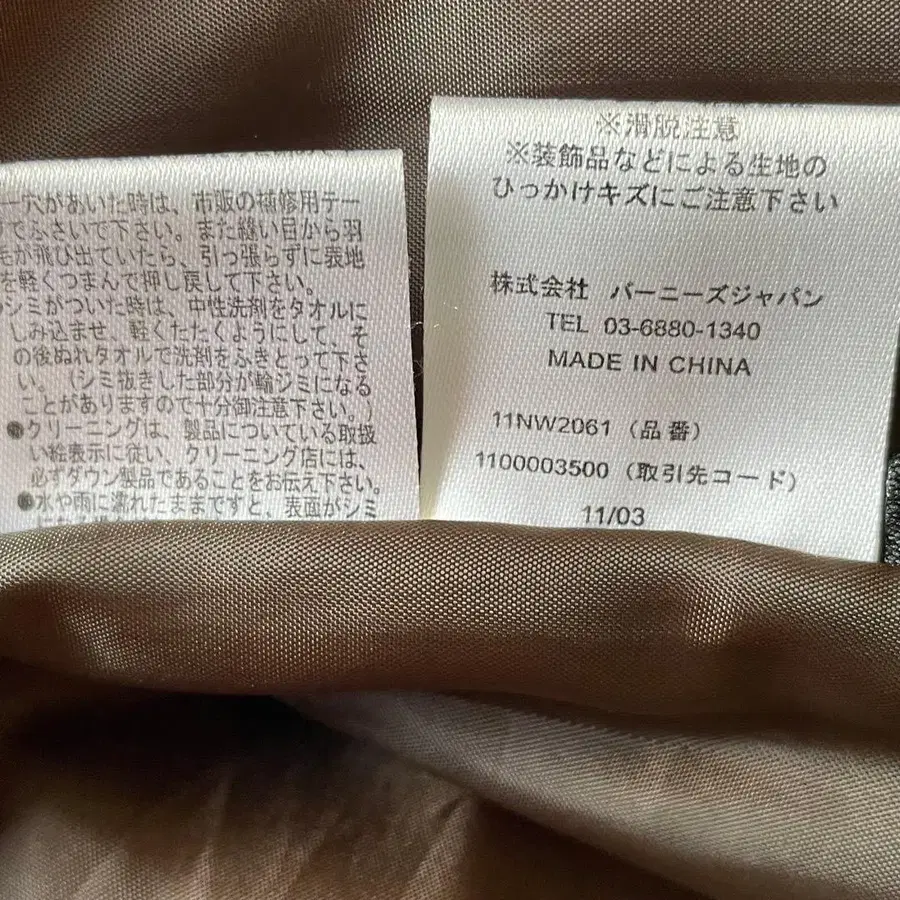 一穴があいた時は、市販の補修用テー
てふさいで下さい。また縫い目から羽
毛が飛び出ていたら、引っ張らずに表地
を軽くつまんで押し戻して下さい。
シミがついた時は、中性洗剤をタオルに
しみ込ませ、軽くたたくようにして、そ
の後ぬれタオルで洗剤をふきとって下さ
い。（シミ抜きした部分が輪ジミになる
ことがありますので十分御注意下さい。）
●クリーニングは、製品についている取扱
い絵表示に従い、クリーニング店には、
必ずダウン製品であることをお伝え下さい。
●水や雨に濡れたままですと、表面がシミ
※滑脱注意
※装飾品などによる生地の
ひっかけキズにご注意下さい
株式会社 バーニーズジャパン
TEL 03-6880-1340
MADE IN CHINA
11NW2061（品番）
1100003500（取引先コード）
11/03